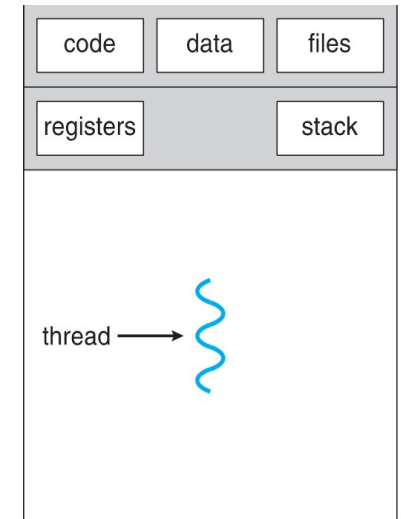 code data files
registers stack
thread